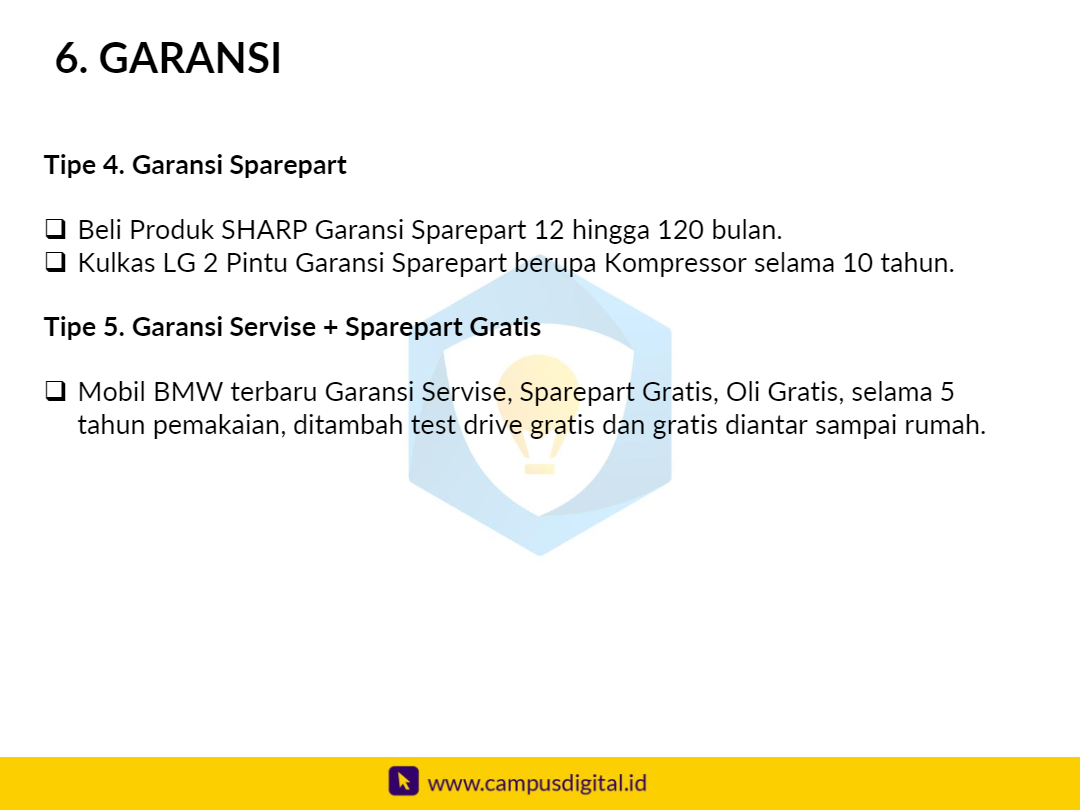 6. GARANSI
Tipe 4. Garansi Sparepart
❑ Beli Produk SHARP Garansi Sparepart 12 hingga 120 bulan.
❑ Kulkas LG 2 Pintu Garansi Sparepart berupa Kompressor selama 10 tahun.
Tipe 5. Garansi Servise + Sparepart Gratis
❑ Mobil BMW terbaru Garansi Servise, Sparepart Gratis, Oli Gratis, selama 5
tahun pemakaian, ditambah test drive gratis dan gratis diantar sampai rumah.
www.campusdigital.id